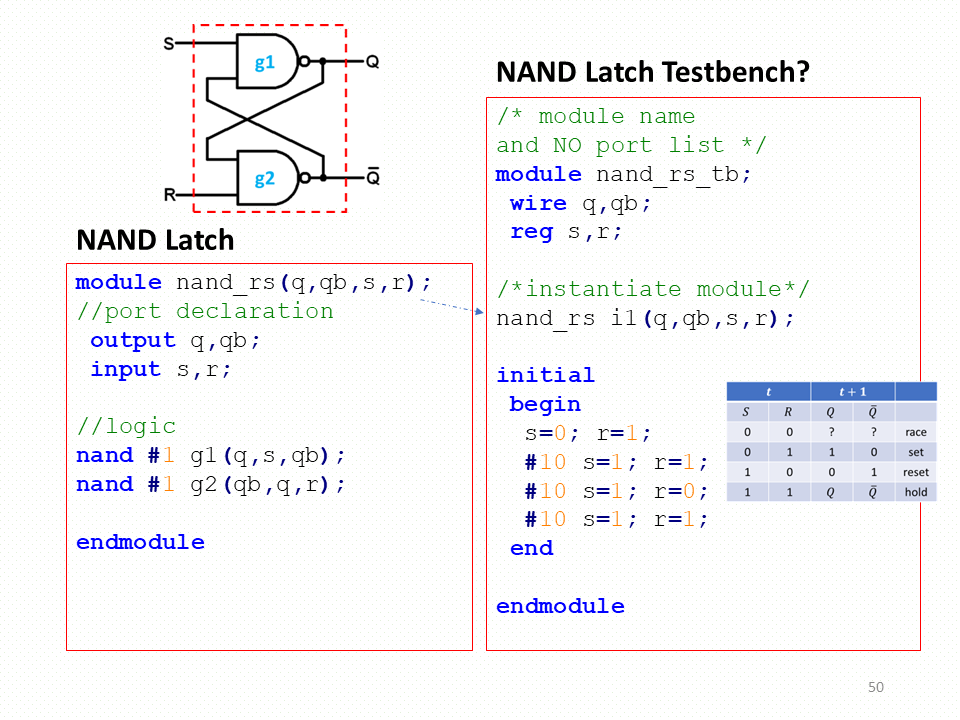 S
g1
Q
g2
R
Q̅
NAND Latch
module nand_rs(q,qb,s,r);
//port declaration
output q,qb;
input s,r;
//logic
nand #1 g1(q,s,qb);
nand #1 g2(qb,q,r);
endmodule
NAND Latch Testbench?
/* module name
and NO port list */
module nand_rs_tb;
wire q,qb;
reg s,r;
/*instantiate module*/
nand_rs i1(q,qb,s,r);
initial
begin
s=0; r=1;
#10 s=1; r=1;
#10 s=1; r=0;
#10 s=1; r=1;
end
endmodule
t t + 1
S R Q Q̅
0 0 ? ? race
0 1 1 0 set
1 0 0 1 reset
1 1 Q Q̅ hold
50